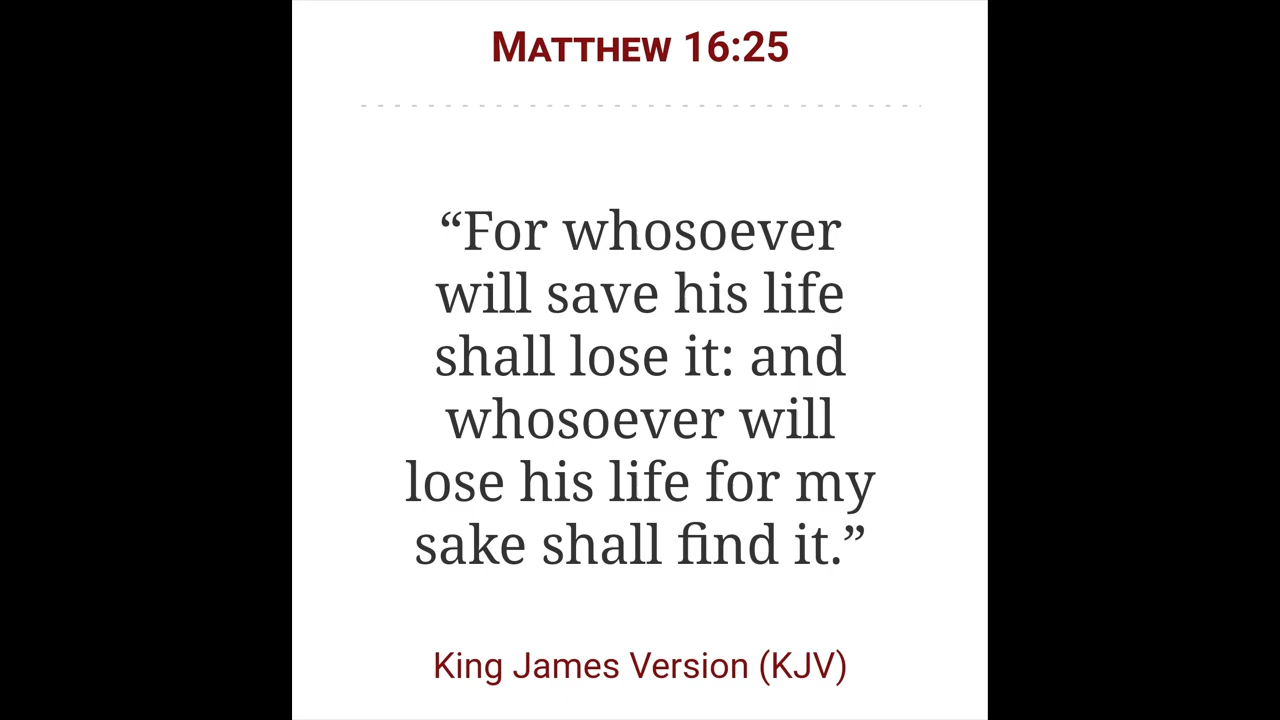 Matthew 16:25
“For whosoever
will save his life
shall lose it: and
whosoever will
lose his life for my
sake shall find it.”
King James Version (KJV)